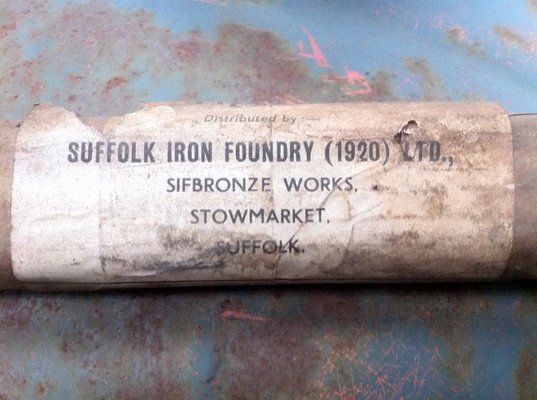 Distributed by :—
SUFFOLK IRON FOUNDRY (1920) LTD.,
SIFBRONZE WORKS,
STOWMARKET,
SUFFOLK.